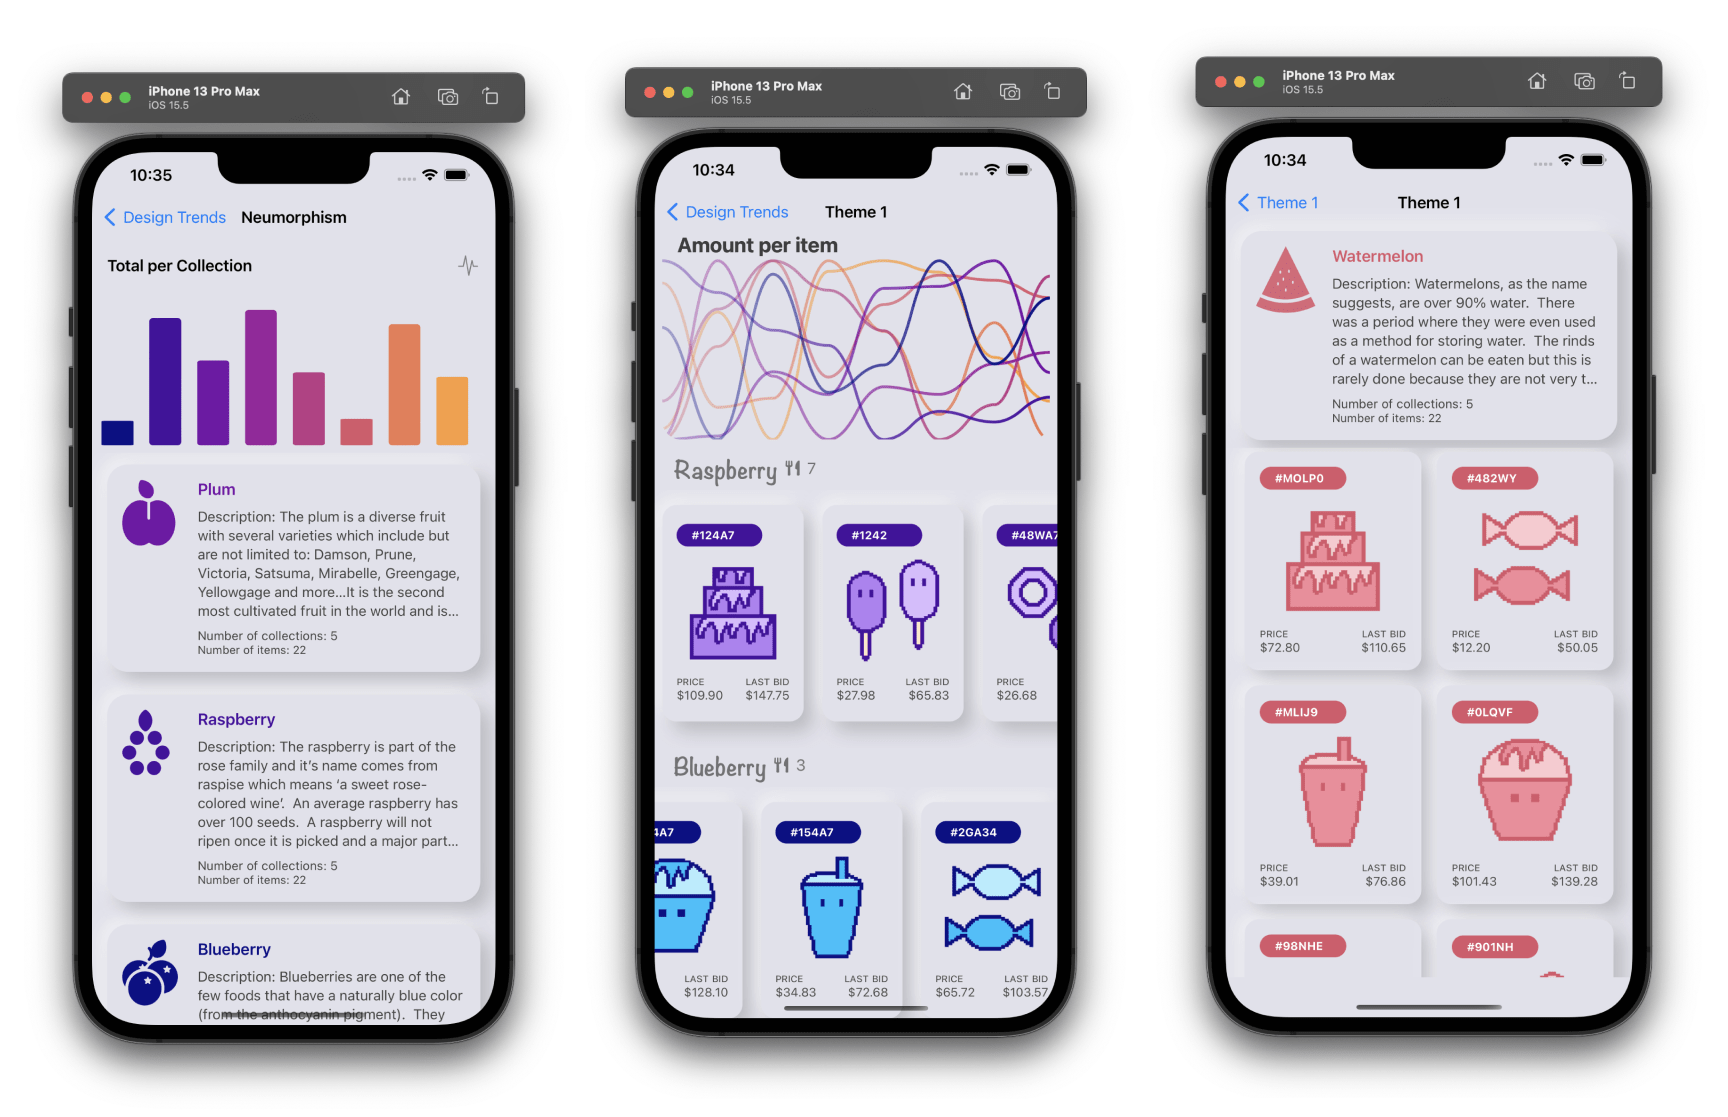 iPhone 13 Pro Max
iOS 15.5
10:35
Design Trends
Neumorphism
Total per Collection
Plum
Description: The plum is a diverse fruit
with several varieties which include but
are not limited to: Damson, Prune,
Victoria, Satsuma, Mirabelle, Greengage,
Yellowgage and more...It is the second
most cultivated fruit in the world and is...
Number of collections: 5
Number of items: 22
Raspberry
Description: The raspberry is part of the
rose family and it's name comes from
raspise which means 'a sweet rose-
colored wine'. An average raspberry has
over 100 seeds. A raspberry will not
ripen once it is picked and a major part...
Number of collections: 5
Number of items: 22
Blueberry
Description: Blueberries are one of the
few foods that have a naturally blue color
(from the anthocyanin pigment). They
iPhone 13 Pro Max
iOS 15.5
10:34
Design Trends
Theme 1
Amount per item
Raspberry 7
#124A7
#1242
#48WA7
PRICE
$109.90
LAST BID
$147.75
PRICE
$27.98
LAST BID
$65.83
PRICE
$26.68
Blueberry 3
4A7
#154A7
#2GA34
LAST BID
$128.10
PRICE
$34.83
LAST BID
$72.68
PRICE
$65.72
LAST BID
$103.57
iPhone 13 Pro Max
iOS 15.5
10:34
Theme 1
Theme 1
Watermelon
Description: Watermelons, as the name
suggests, are over 90% water. There
was a period where they were even used
as a method for storing water. The rinds
of a watermelon can be eaten but this is
rarely done because they are not very t...
Number of collections: 5
Number of items: 22
#MOLP0
#482WY
PRICE
$72.80
LAST BID
$110.65
PRICE
$12.20
LAST BID
$50.05
#MLIJ9
#0LQVF
PRICE
$39.01
LAST BID
$76.86
PRICE
$101.43
LAST BID
$139.28
#98NHE
#901NH